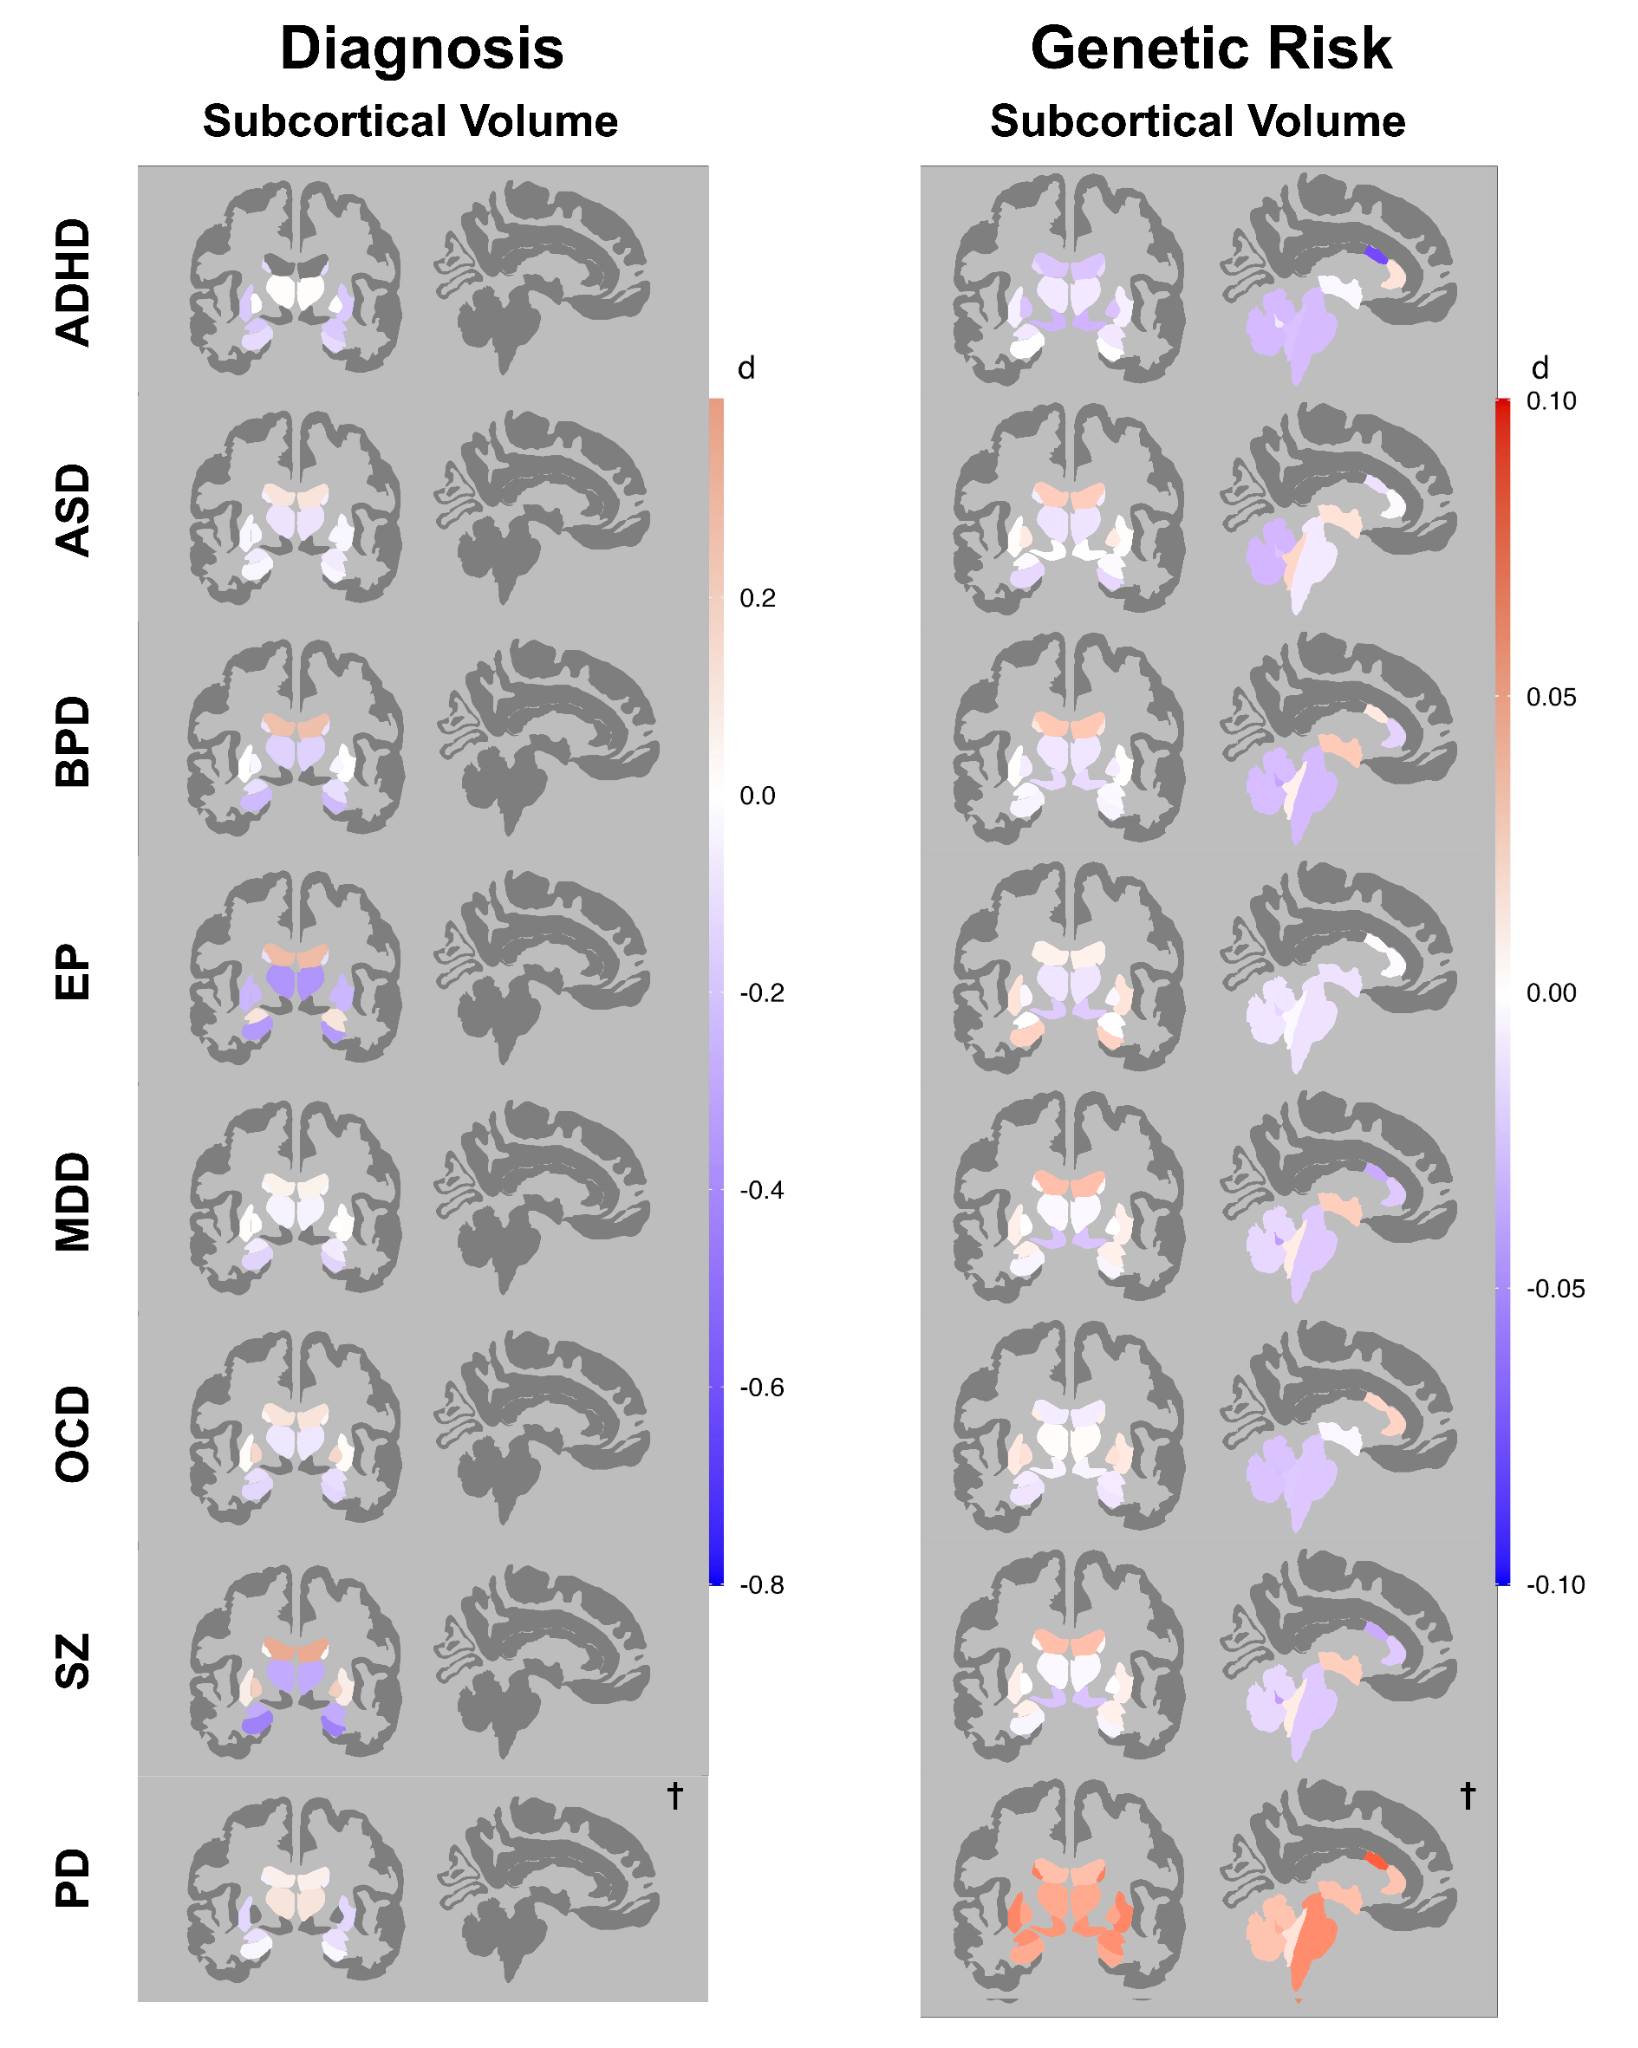 Diagnosis
Genetic Risk
Subcortical Volume
Subcortical Volume
ADHD
ASD
BPD
EP
MDD
OCD
SZ
PD
d
0.2
0.0
-0.2
-0.4
-0.6
-0.8
†
d
0.10
0.05
0.00
-0.05
-0.10
†